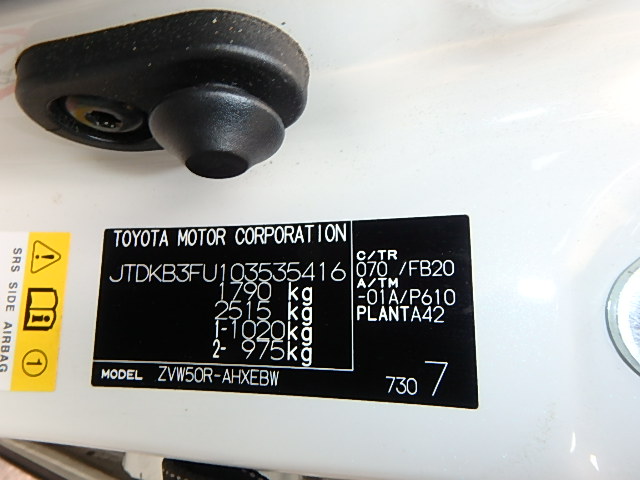 TOYOTA MOTOR CORPORATION
JTDKB3FU103535416
1790 kg
2515 kg
1-1020kg
2- 975kg
MODEL ZVW50R-AHXEBW
C/TR
070 /FB20
A/TM
-01A/P610
PLANTA42
730 7
SRS SIDE AIRBAG
1